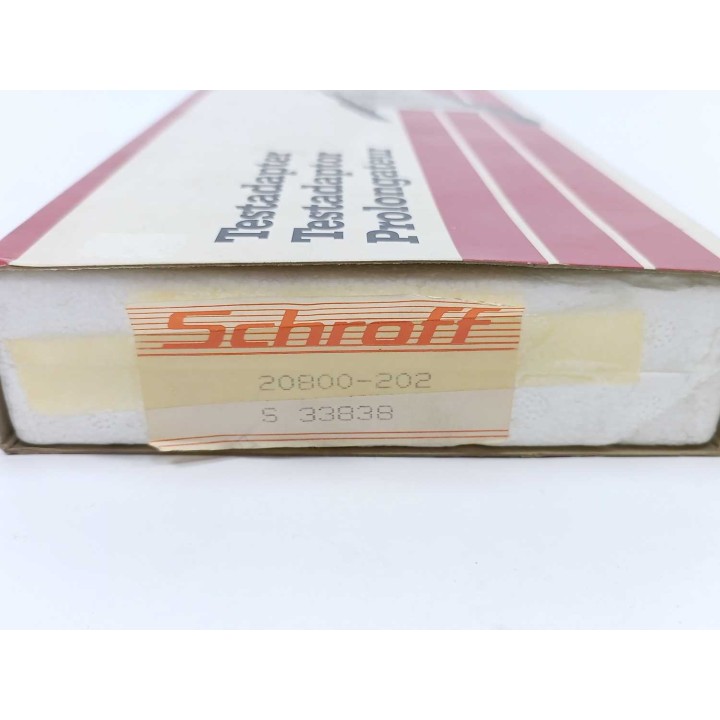 Testadapter
Testadaptor
Prolongateur
Schroff
20800-202
S 33838